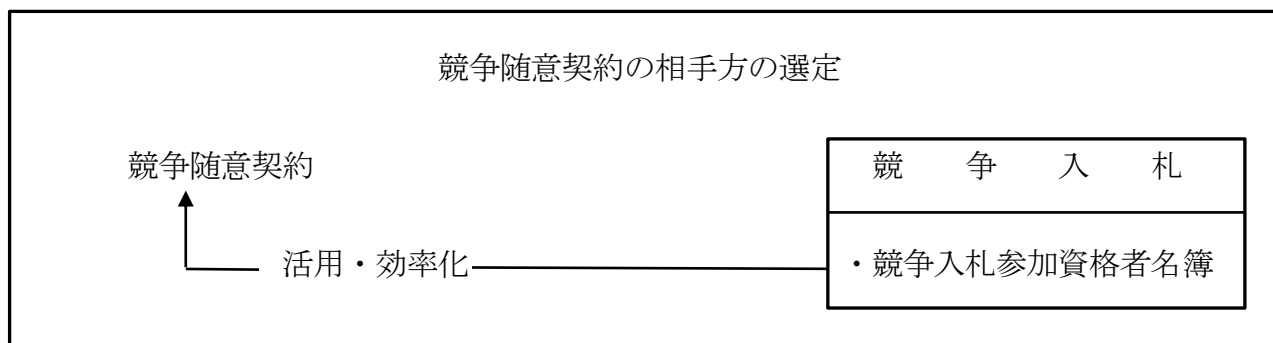 競争随意契約の相手方の選定
競争随意契約
競争入札
活用・効率化
・競争入札参加資格者名簿